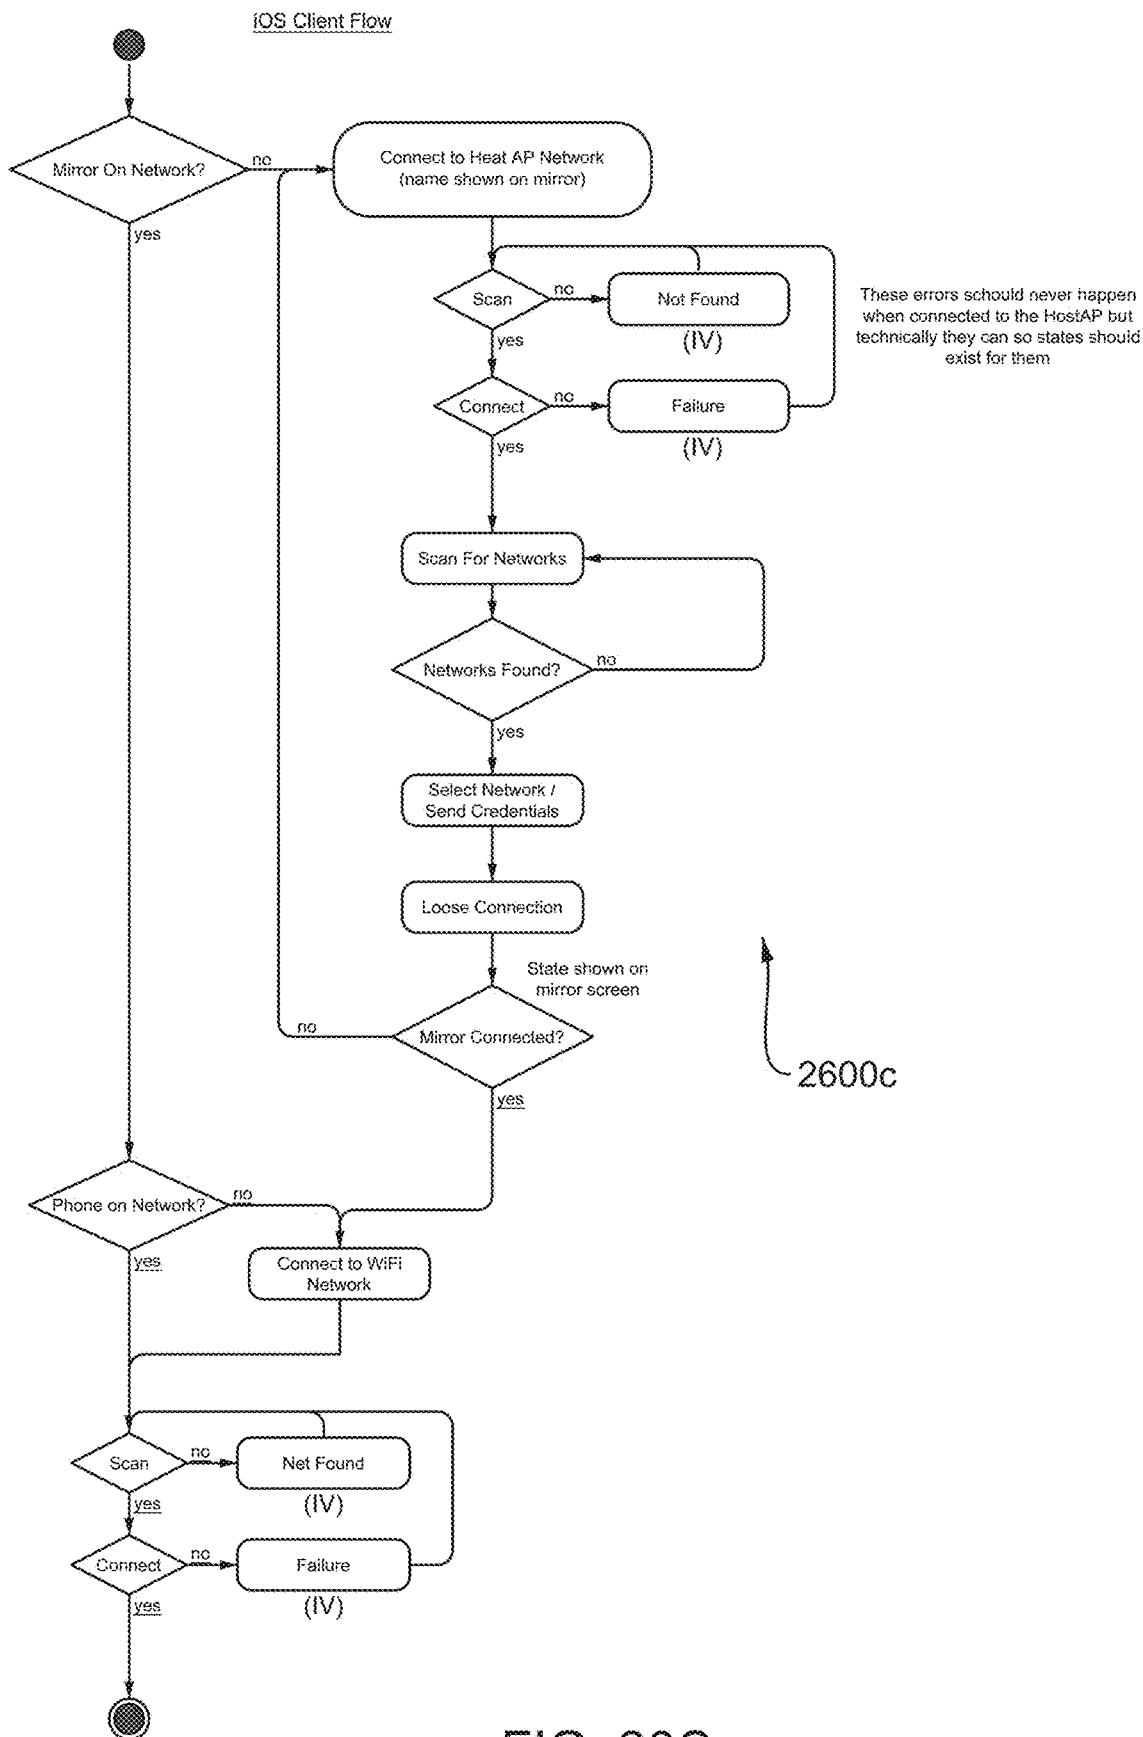 iOS Client Flow
Mirror On Network?
no
Connect to Heat AP Network
(name shown on mirror)
yes
Scan
no
Not Found
(IV)
yes
These errors schould never happen
when connected to the HostAP but
technically they can so states should
exist for them
Connect
no
Failure
(IV)
yes
Scan For Networks
Networks Found?
no
yes
Select Network /
Send Credentials
Loose Connection
State shown on
mirror screen
Mirror Connected?
no
yes
2600c
Phone on Network?
no
yes
Connect to WiFi
Network
Scan
no
Net Found
(IV)
yes
Connect
no
Failure
(IV)
yes